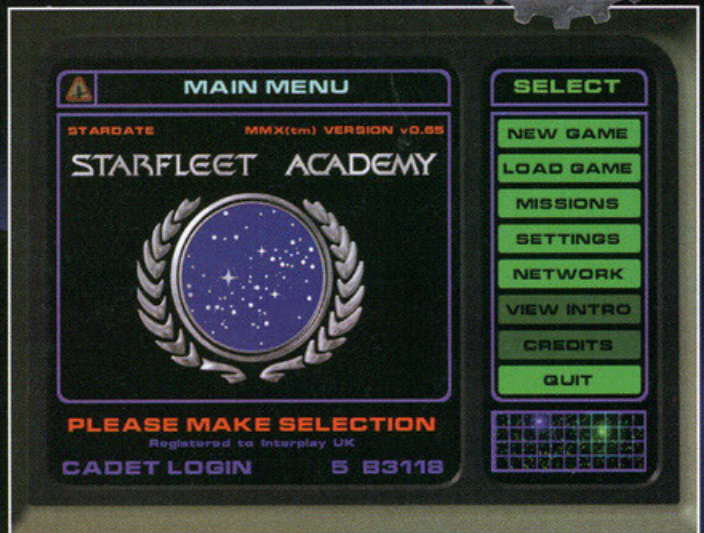 MAIN MENU
STARDATE MMX(tm) VERSION v0.65
STARFLEET ACADEMY
PLEASE MAKE SELECTION
Registered to Interplay UK
CADET LOGIN 5 B3118
SELECT
NEW GAME
LOAD GAME
MISSIONS
SETTINGS
NETWORK
VIEW INTRO
CREDITS
QUIT